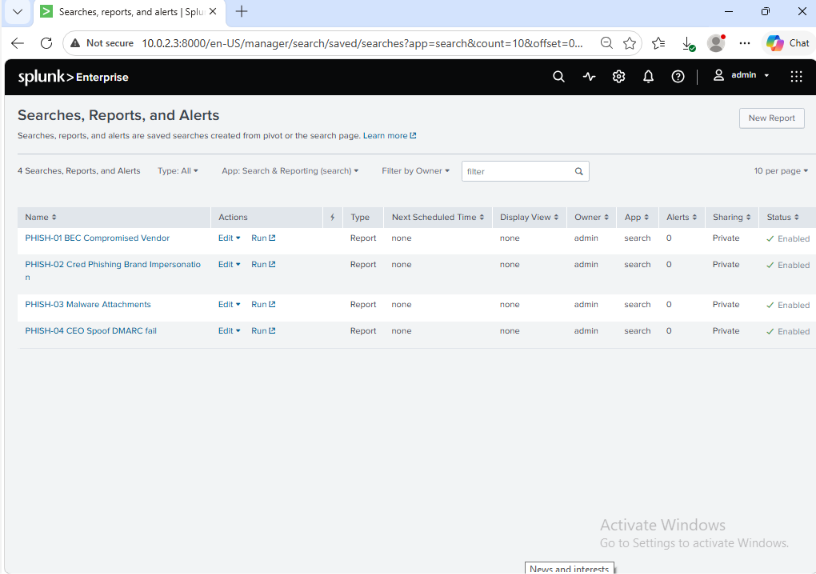 Searches, reports, and alerts | Splu
Not secure 10.0.2.3:8000/en-US/manager/search/saved/searches?app=search&count=10&offset=0... Chat
splunk> Enterprise admin
Searches, Reports, and Alerts
New Report
Searches, reports, and alerts are saved searches created from pivot or the search page. Learn more
4 Searches, Reports, and Alerts Type: All App: Search & Reporting (search) Filter by Owner filter 10 per page
Name Actions Type Next Scheduled Time Display View Owner App Alerts Sharing Status
PHISH-01 BEC Compromised Vendor Edit Run Report none none admin search 0 Private Enabled
PHISH-02 Cred Phishing Brand Impersonatio Edit Run Report none none admin search 0 Private Enabled
n
PHISH-03 Malware Attachments Edit Run Report none none admin search 0 Private Enabled
PHISH-04 CEO Spoof DMARC fail Edit Run Report none none admin search 0 Private Enabled
Activate Windows
Go to Settings to activate Windows.
News and interests